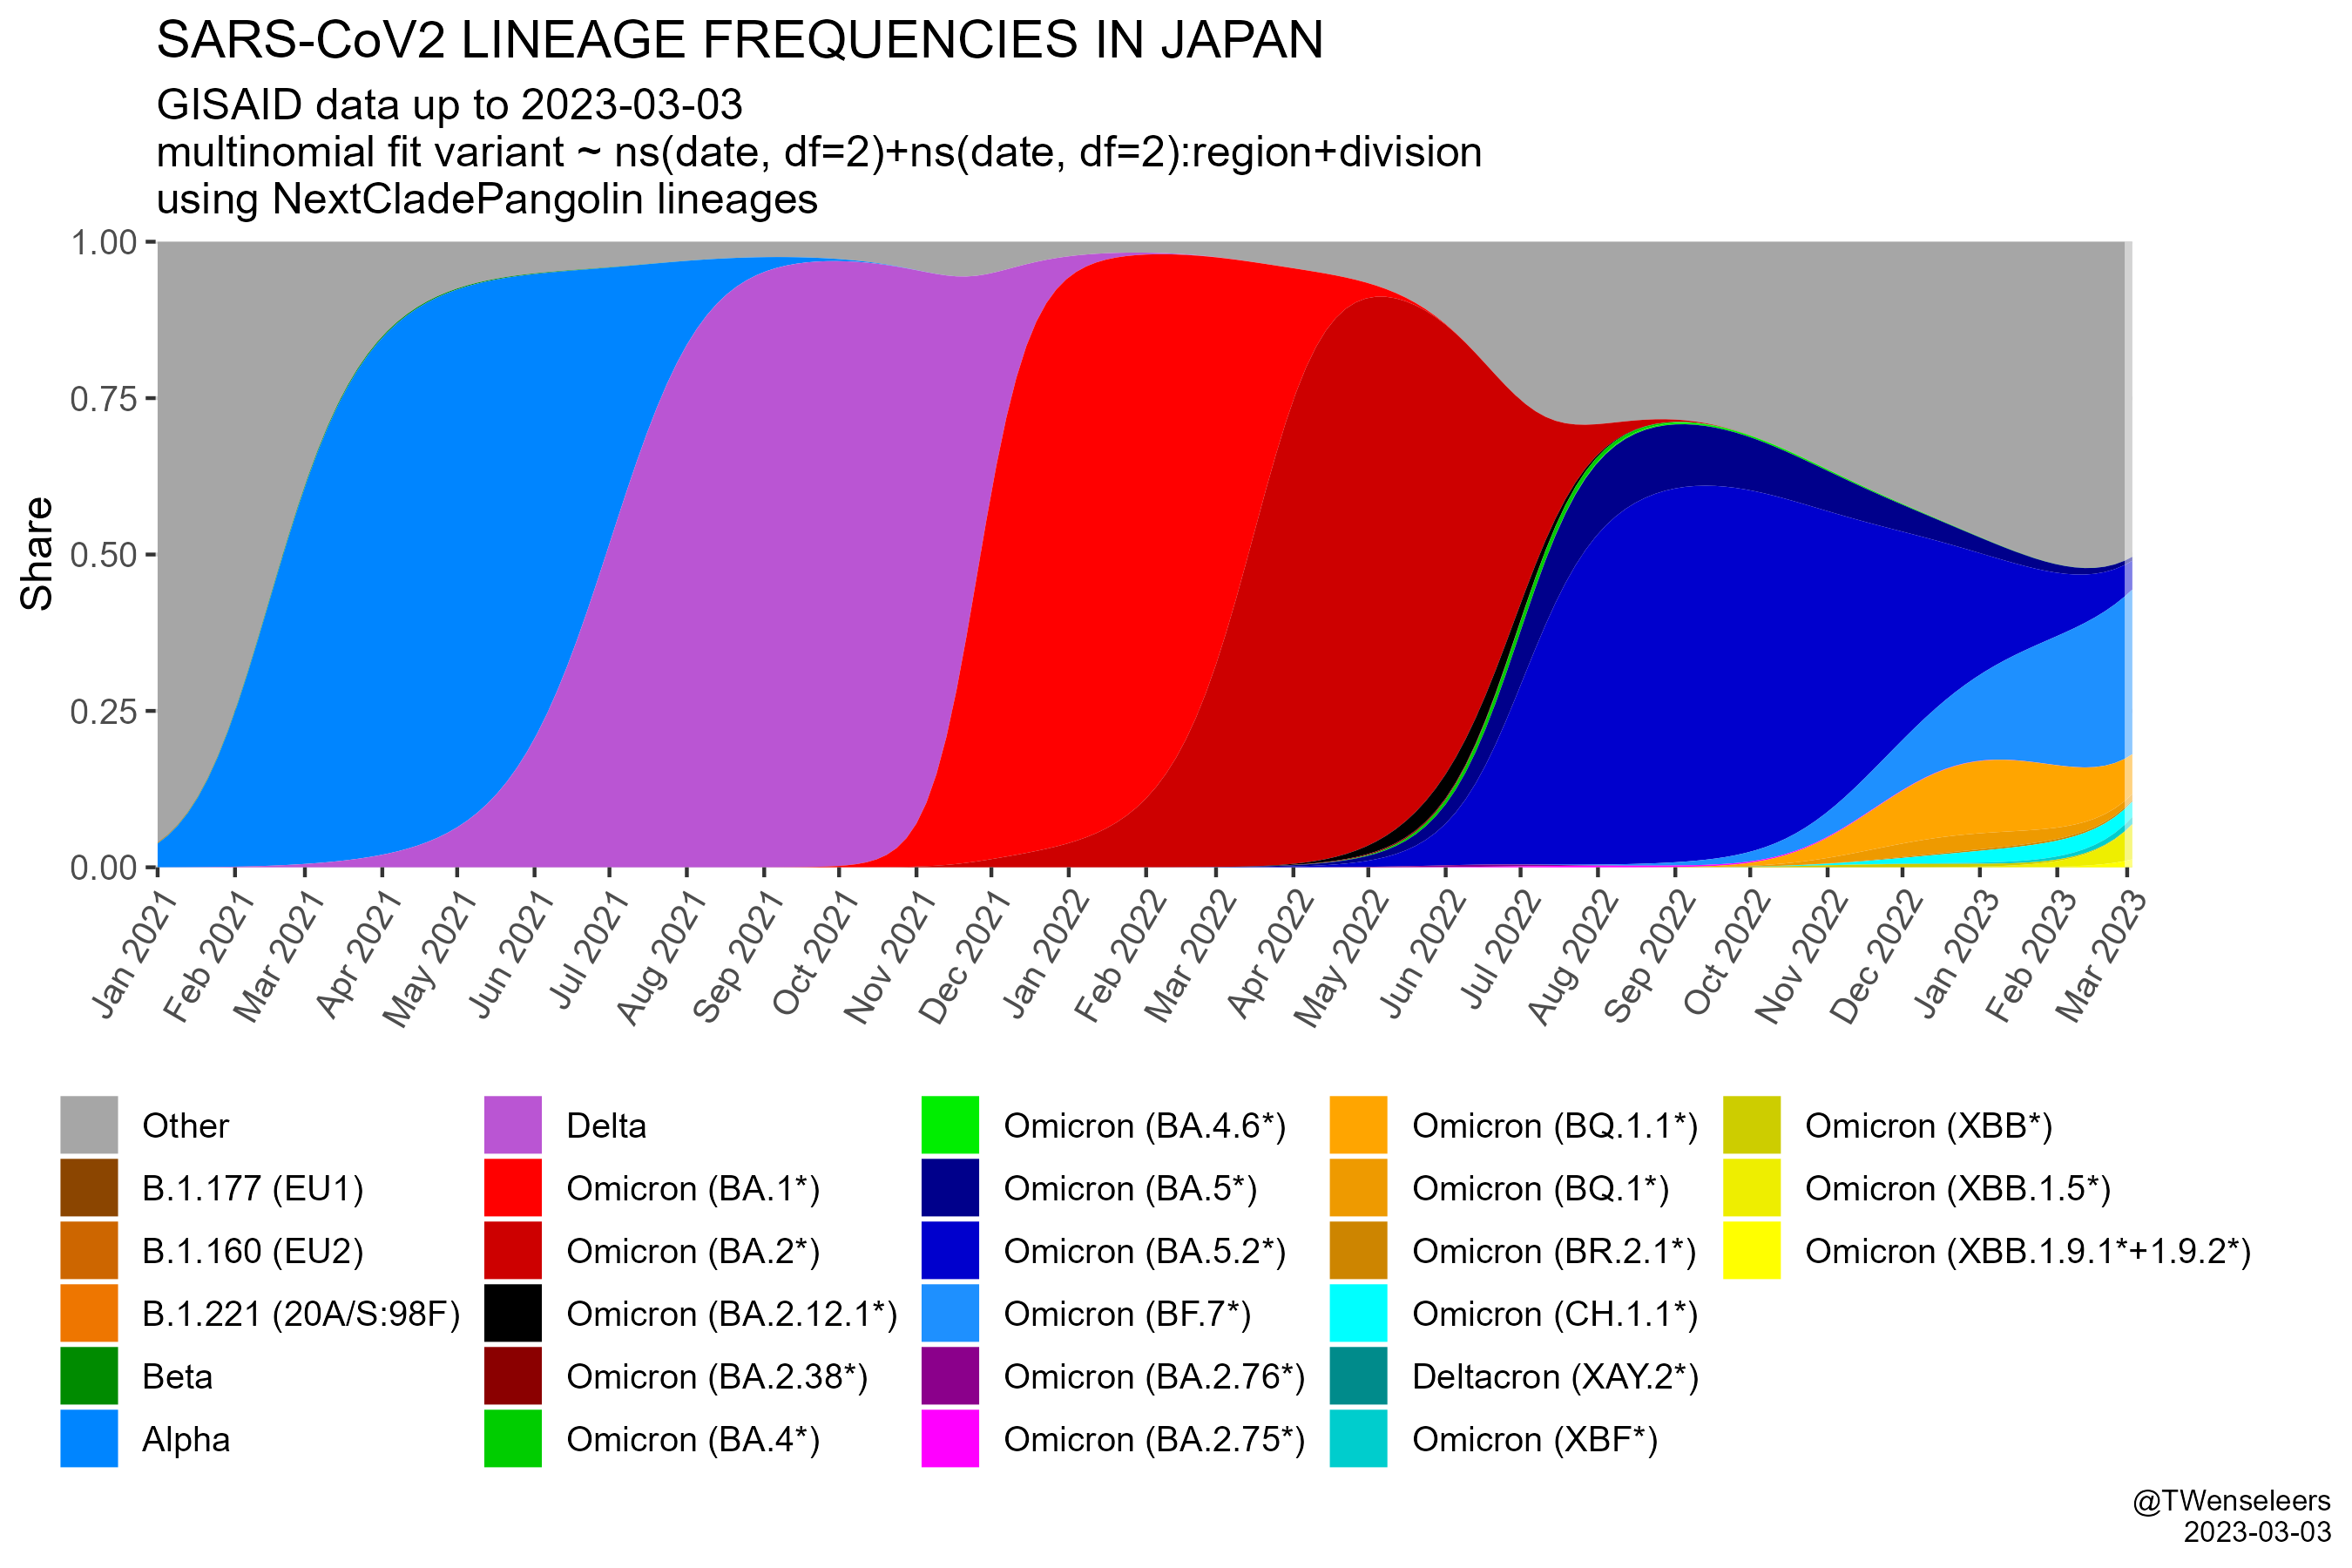 SARS-CoV2 LINEAGE FREQUENCIES IN JAPAN
GISAID data up to 2023-03-03
multinomial fit variant ~ ns(date, df=2)+ns(date, df=2):region+division
using NextCladePangolin lineages
Share
1.00
0.75
0.50
0.25
0.00
Jan 2021
Feb 2021
Mar 2021
Apr 2021
May 2021
Jun 2021
Jul 2021
Aug 2021
Sep 2021
Oct 2021
Nov 2021
Dec 2021
Jan 2022
Feb 2022
Mar 2022
Apr 2022
May 2022
Jun 2022
Jul 2022
Aug 2022
Sep 2022
Oct 2022
Nov 2022
Dec 2022
Jan 2023
Feb 2023
Mar 2023
Other
B.1.177 (EU1)
B.1.160 (EU2)
B.1.221 (20A/S:98F)
Beta
Alpha
Delta
Omicron (BA.1*)
Omicron (BA.2*)
Omicron (BA.2.12.1*)
Omicron (BA.2.38*)
Omicron (BA.4*)
Omicron (BA.4.6*)
Omicron (BA.5*)
Omicron (BA.5.2*)
Omicron (BF.7*)
Omicron (BA.2.76*)
Omicron (BA.2.75*)
Omicron (BQ.1.1*)
Omicron (BQ.1*)
Omicron (BR.2.1*)
Omicron (CH.1.1*)
Deltacron (XAY.2*)
Omicron (XBF*)
Omicron (XBB*)
Omicron (XBB.1.5*)
Omicron (XBB.1.9.1*+1.9.2*)
@TWenseleers
2023-03-03